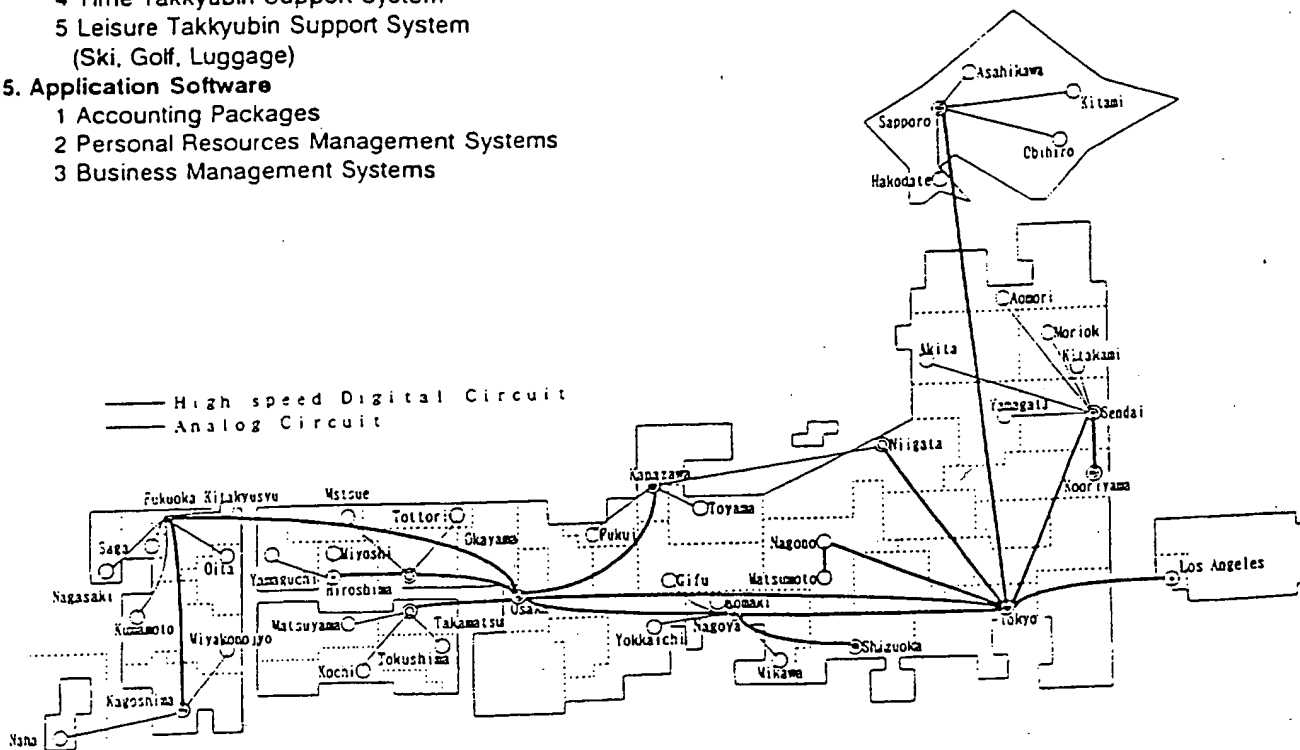 4 Time Takkyubin Support System
5 Leisure Takkyubin Support System
(Ski, Golf, Luggage)
5. Application Software
1 Accounting Packages
2 Personal Resources Management Systems
3 Business Management Systems
Asahikawa
Kitami
Sapporo
Obihiro
Hakodate
Aomori
Moriok
Akita
Kitakami
Yamagata
Sendai
High speed Digital Circuit
Analog Circuit
Niigata
Kanazawa
Kooriyama
Fukuoka Kitakyusyu
Mstsue
Tottori
Okayama
Toyama
Fukui
Saga
Oita
Miyoshi
Nagono
Los Angeles
Yamaguchi
Hiroshima
Gifu
Matsumoto
Nagasaki
Osaka
Komaki
Tokyo
Kumamoto
Matsuyama
Takamatsu
Nagoya
Yokkaichi
Miyakonojyo
Tokushima
Shizuoka
Kochi
Mikawa
Kagoshima
Naha